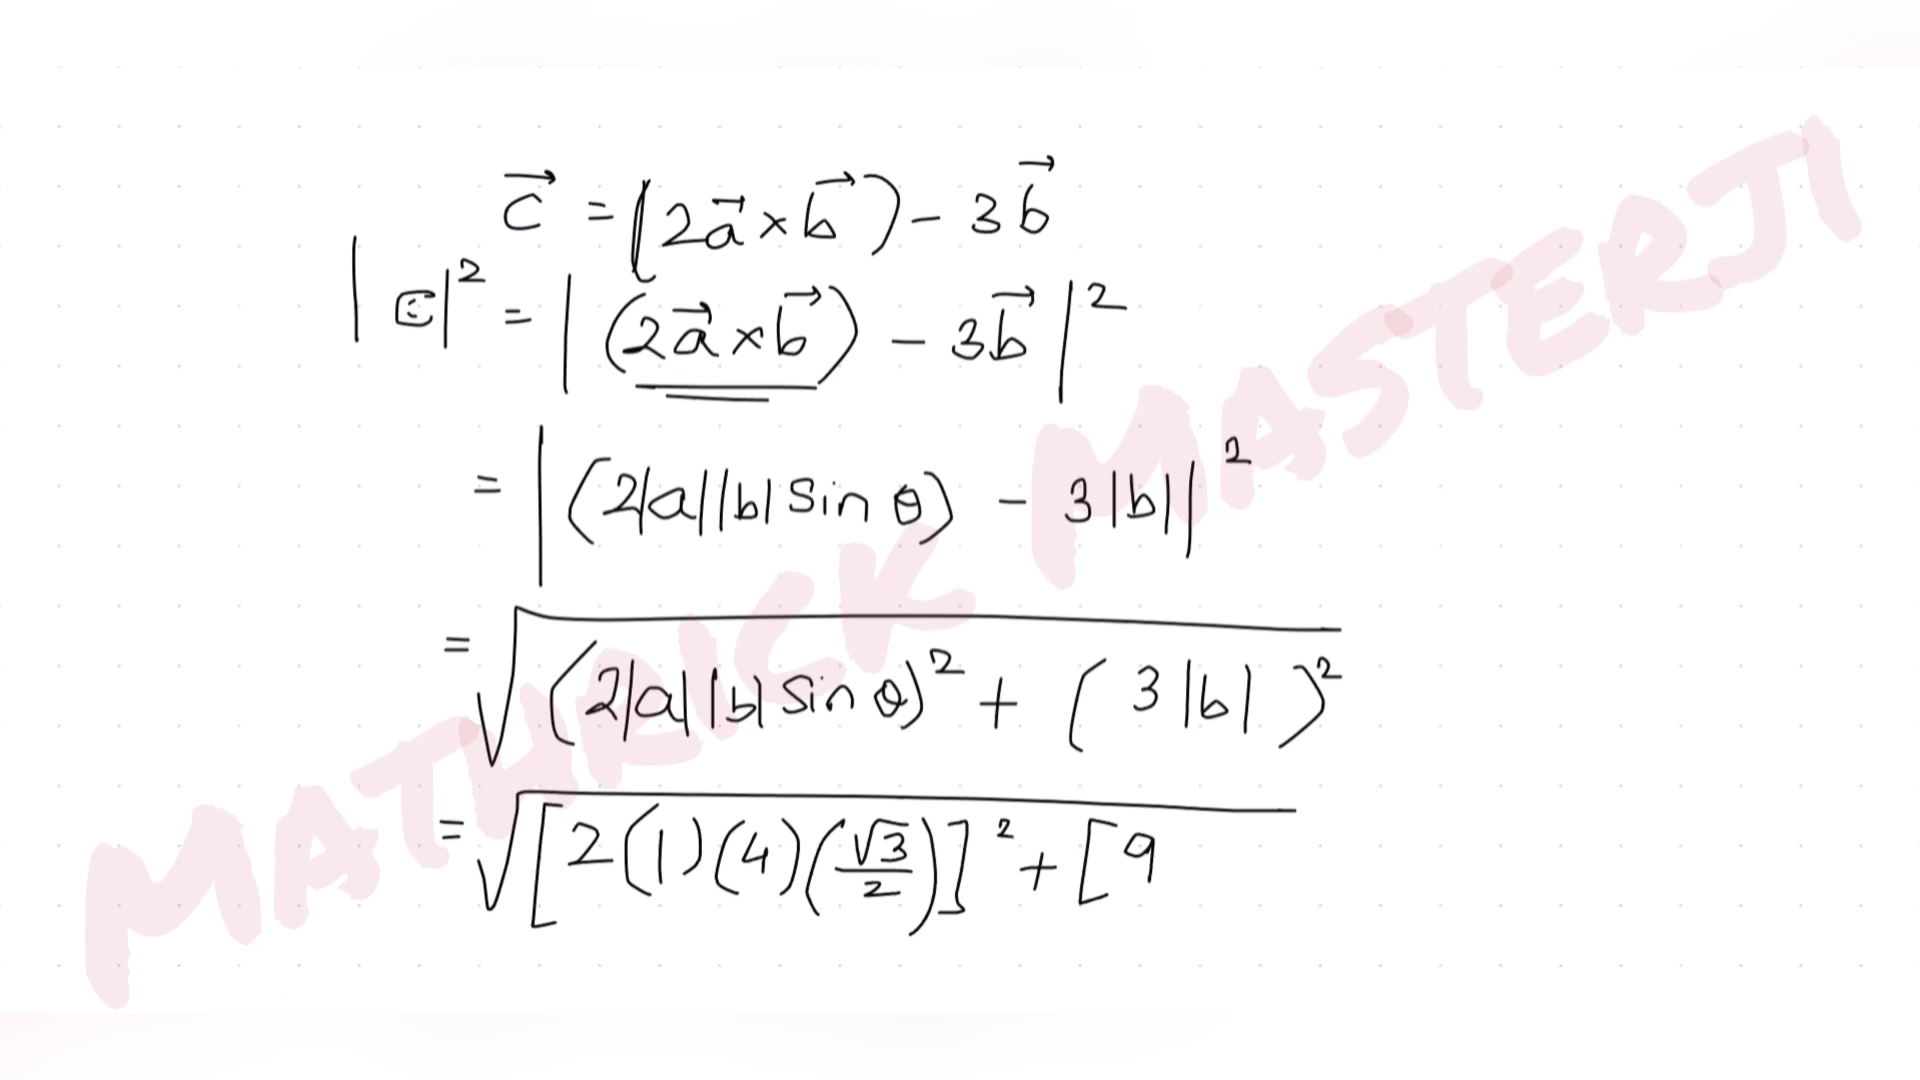 c⃗ = (2a⃗ × b⃗) - 3b⃗
|c|² = |(2a⃗ × b⃗) - 3b⃗|²
= |(2|a||b| Sin θ) - 3|b||²
= √((2|a||b| Sin θ)² + (3|b|)²)
= √([2(1)(4)(√3/2)]² + [9
MATHRICK MASTERJI